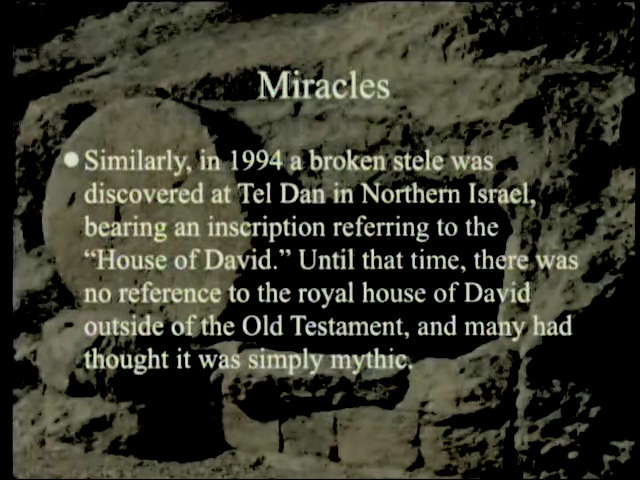 Miracles
Similarly, in 1994 a broken stele was
discovered at Tel Dan in Northern Israel,
bearing an inscription referring to the
“House of David.” Until that time, there was
no reference to the royal house of David
outside of the Old Testament, and many had
thought it was simply mythic.